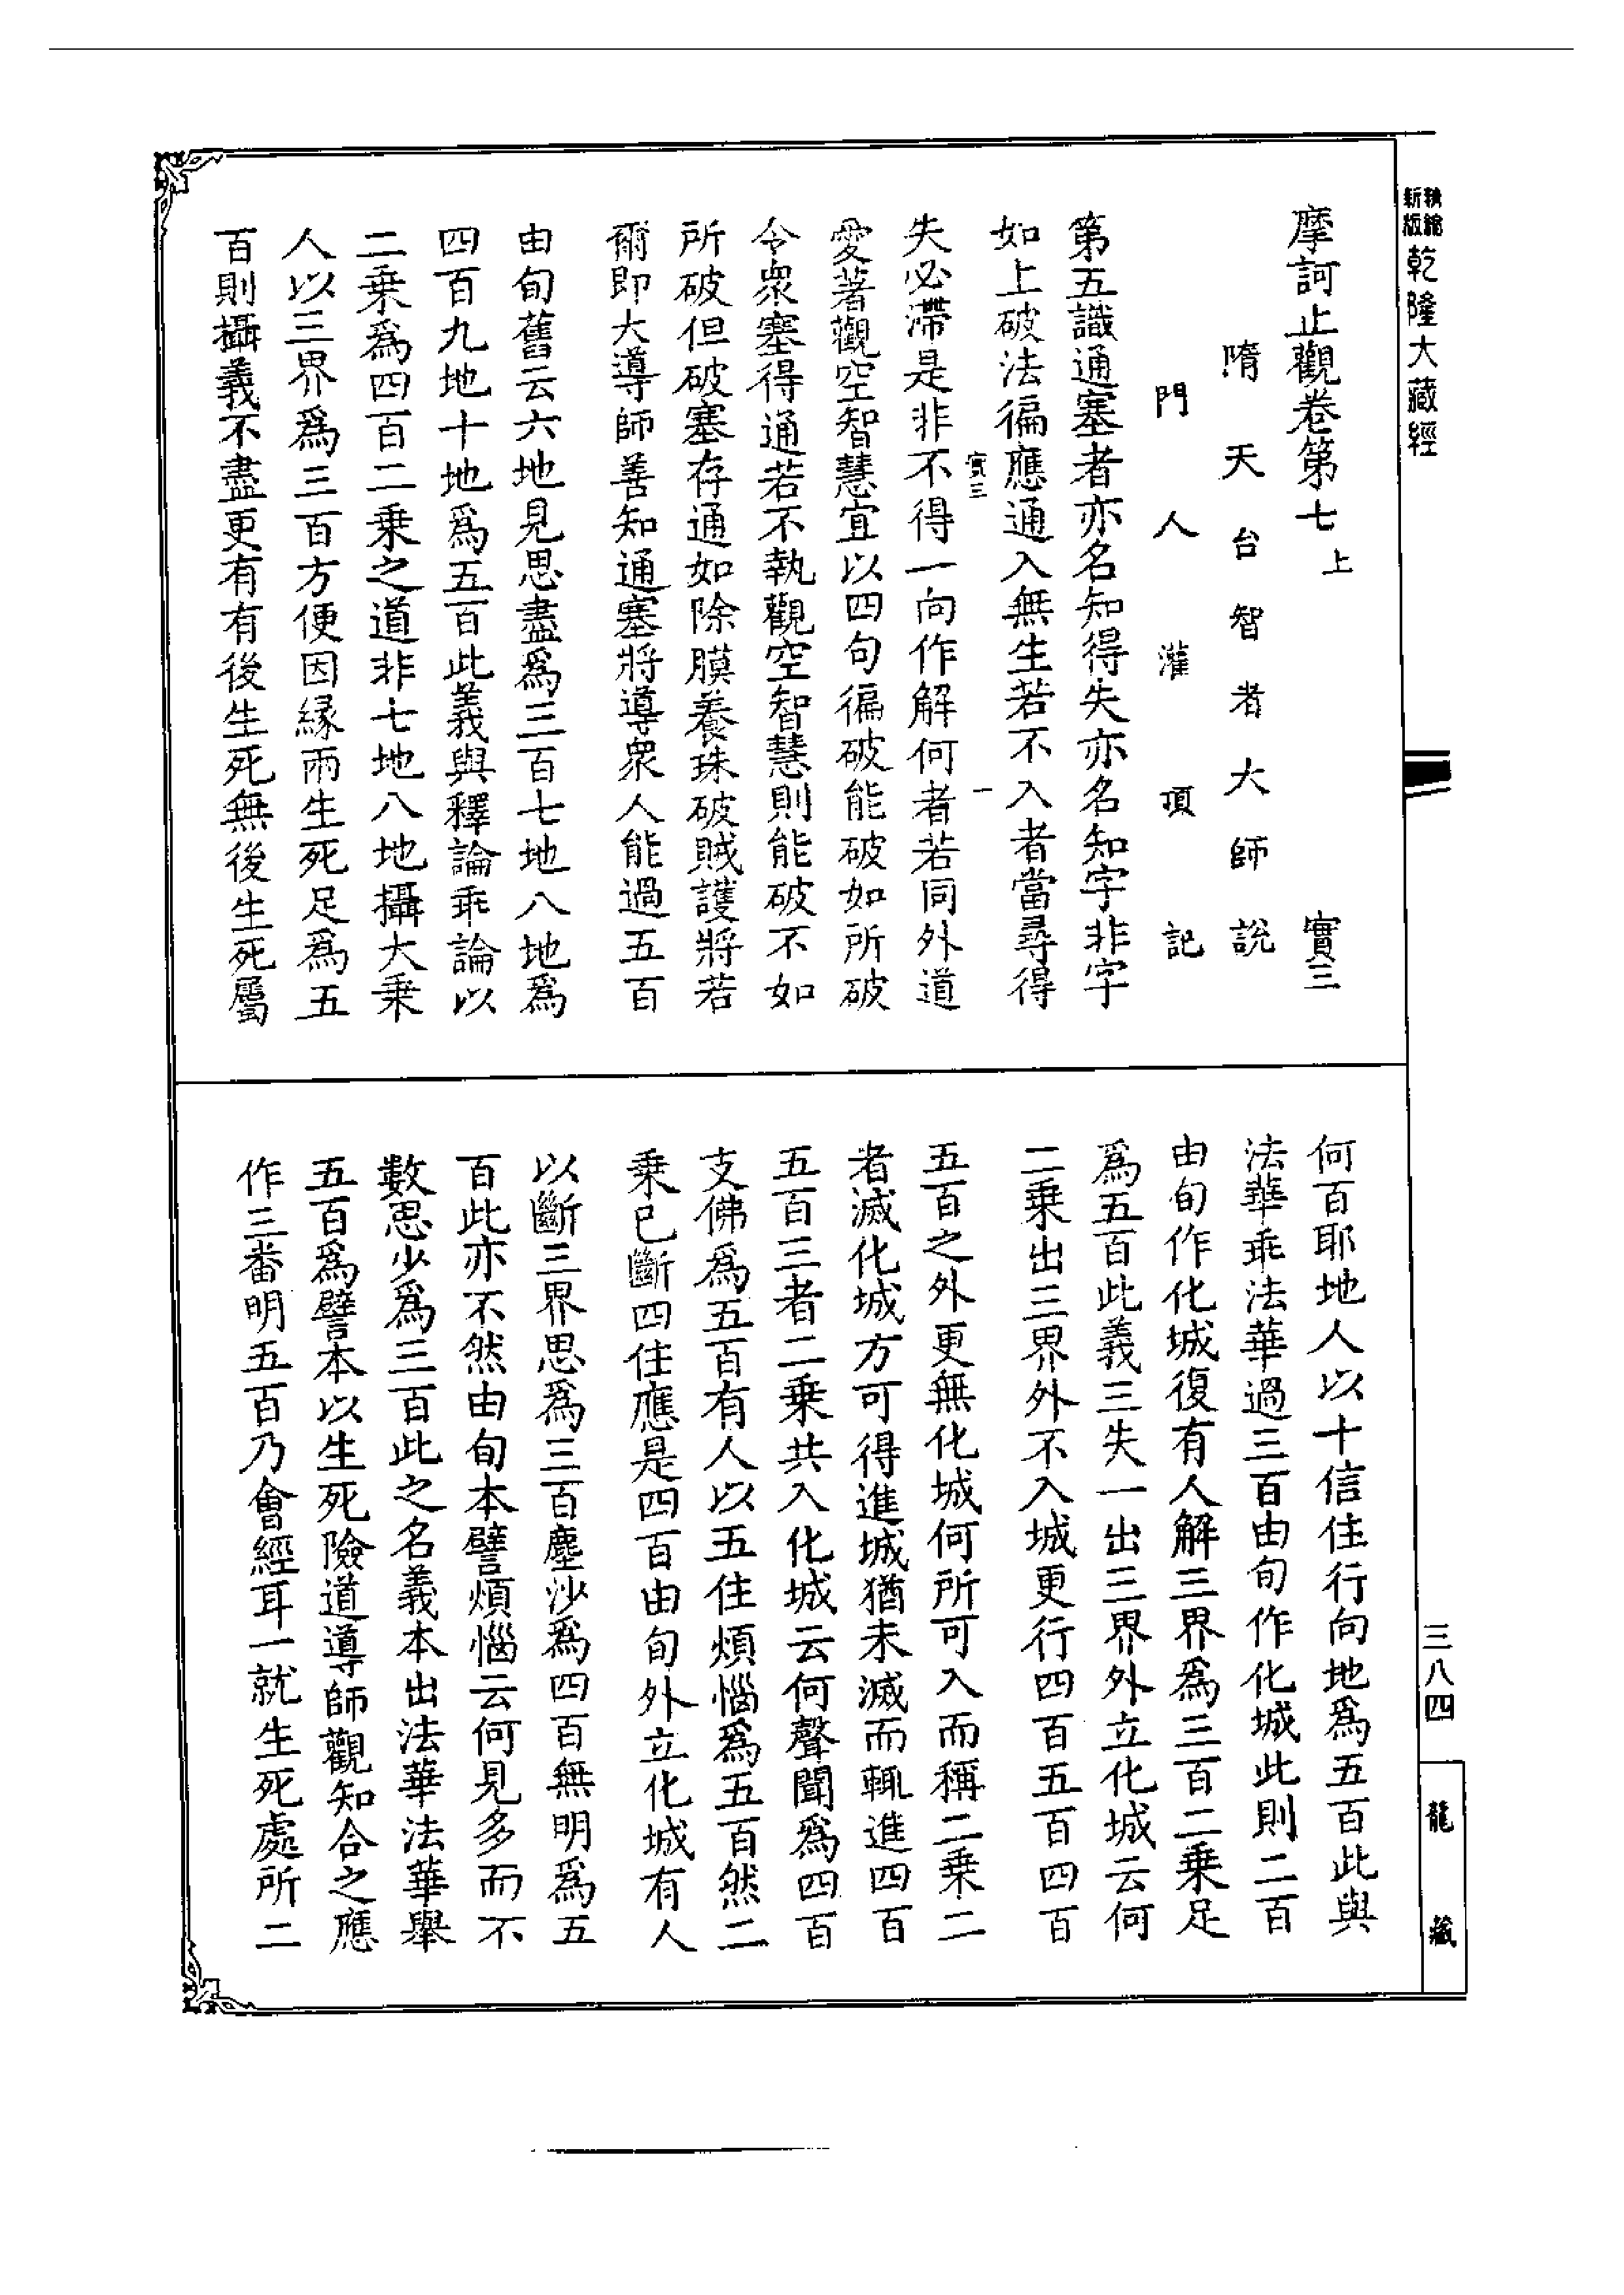 新版精縮 乾隆大藏經
摩訶止觀卷第七上 實三
隋天台智者大師說
門人灌頂記
第五識通塞者亦名知得失亦名知字非字
如上破法徧應通入無生若不入者當尋得
實三 一
失必滯是非不得一向作解何者若同外道
愛著觀空智慧宜以四句徧破能破如所破
令衆塞得通若不執觀空智慧則能破不如
所破但破塞存通如除膜養珠破賊護將若
爾即大導師善知通塞將導衆人能過五百
由旬舊云六地見思盡爲三百七地八地爲
四百九地十地爲五百此義與釋論乖論以
二乗爲四百二乗之道非七地八地攝大乗
人以三界爲三百方便因緣兩生死足爲五
百則攝義不盡更有有後生死無後生死屬
何百耶地人以十信住行向地爲五百此與
法華乖法華過三百由旬作化城此則二百
由旬作化城復有人解三界爲三百二乗足
爲五百此義三失一出三界外立化城云何
二乗出三界外不入城更行四百五百四百
五百之外更無化城何所可入而稱二乗二
者滅化城方可得進城猶未滅而輒進四百
五百三者二乗共入化城云何聲聞爲四百
支佛爲五百有人以五住煩惱爲五百然二
乗已斷四住應是四百由旬外立化城有人
以斷三界思爲三百塵沙爲四百無明爲五
百此亦不然由旬本譬煩惱云何見多而不
數思少爲三百此之名義本出法華法華舉
五百爲譬本以生死險道導師觀知合之應
作三番明五百乃會經耳一就生死處所二
三八四
龍藏